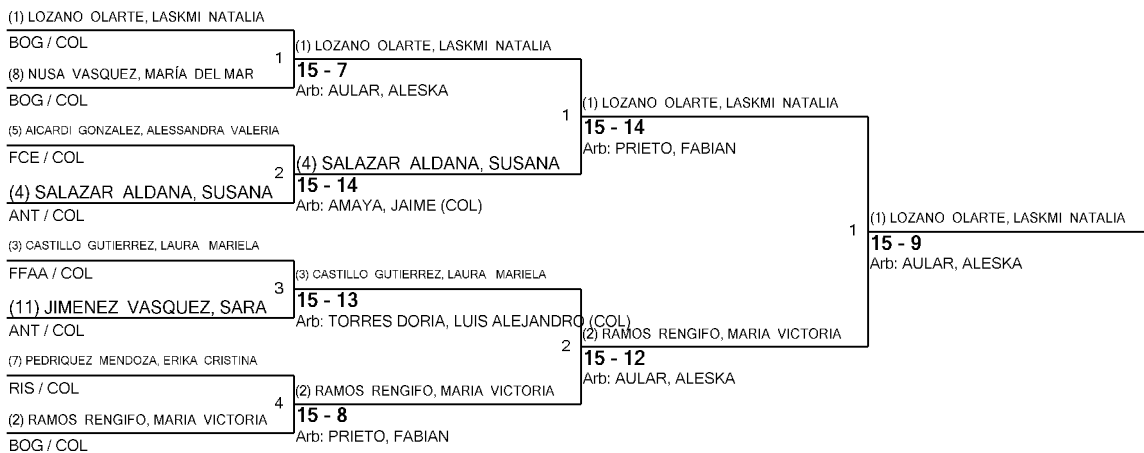 (1) LOZANO OLARTE, LASKMI NATALIA
BOG / COL
(8) NUSA VASQUEZ, MARÍA DEL MAR
BOG / COL
(5) AICARDI GONZALEZ, ALESSANDRA VALERIA
FCE / COL
(4) SALAZAR ALDANA, SUSANA
ANT / COL
(3) CASTILLO GUTIERREZ, LAURA MARIELA
FFAA / COL
(11) JIMENEZ VASQUEZ, SARA
ANT / COL
(7) PEDRIQUEZ MENDOZA, ERIKA CRISTINA
RIS / COL
(2) RAMOS RENGIFO, MARIA VICTORIA
BOG / COL
1
(1) LOZANO OLARTE, LASKMI NATALIA
15 - 7
Arb: AULAR, ALESKA
2
(4) SALAZAR ALDANA, SUSANA
15 - 14
Arb: AMAYA, JAIME (COL)
3
(3) CASTILLO GUTIERREZ, LAURA MARIELA
15 - 13
Arb: TORRES DORIA, LUIS ALEJANDRO (COL)
4
(2) RAMOS RENGIFO, MARIA VICTORIA
15 - 8
Arb: PRIETO, FABIAN
1
(1) LOZANO OLARTE, LASKMI NATALIA
15 - 14
Arb: PRIETO, FABIAN
2
(2) RAMOS RENGIFO, MARIA VICTORIA
15 - 12
Arb: AULAR, ALESKA
1
(1) LOZANO OLARTE, LASKMI NATALIA
15 - 9
Arb: AULAR, ALESKA